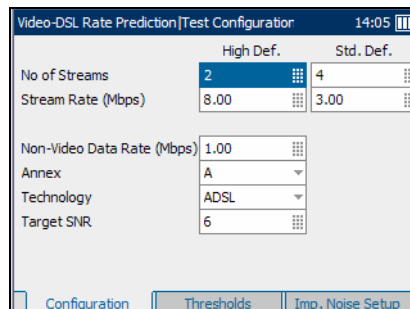 Video-DSL Rate Prediction|Test Configuration 14:05
High Def. Std. Def.
No of Streams 2 4
Stream Rate (Mbps) 8.00 3.00
Non-Video Data Rate (Mbps) 1.00
Annex A
Technology ADSL
Target SNR 6
Configuration Thresholds Imp. Noise Setup